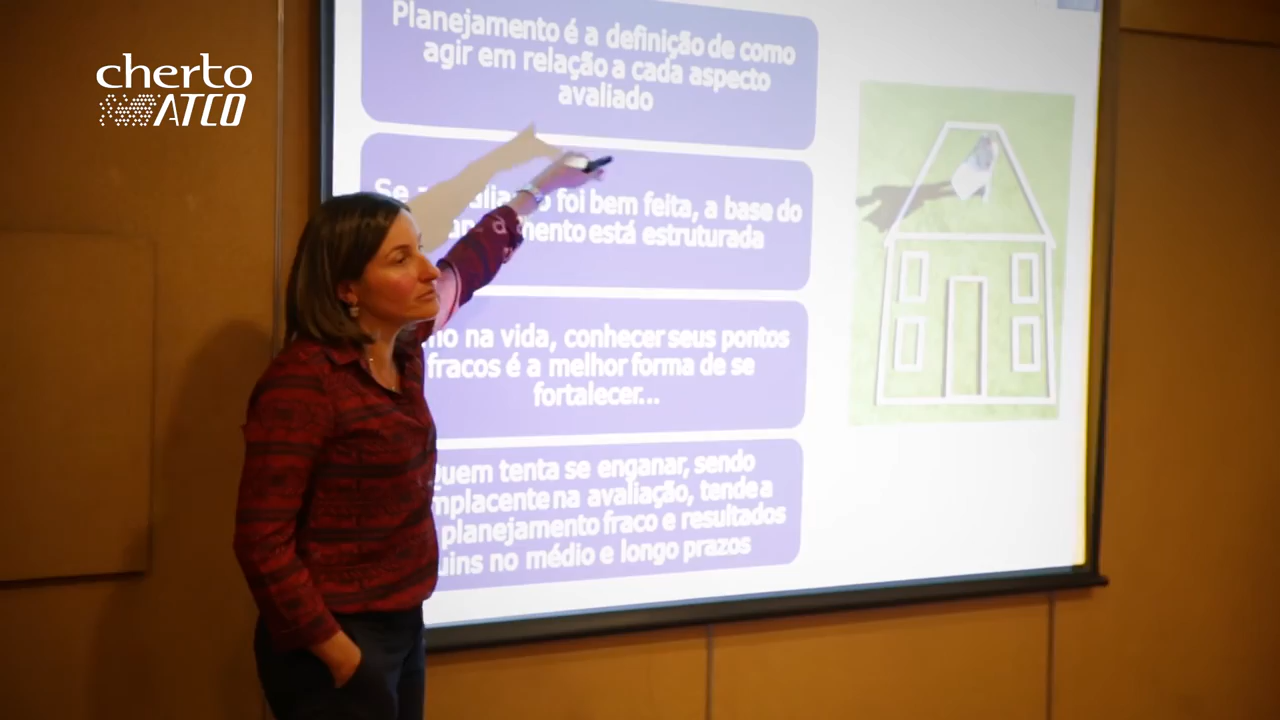 cherto
ATCO
Planejamento é a definição de como
agir em relação a cada aspecto
avaliado
Se foi bem feita, a base do
está estruturada
na vida, conhecer seus pontos
fracos é a melhor forma de se
fortalecer...
Quem tenta se enganar, sendo
na avaliação, tende a
planejamento fraco e resultados
no médio e longo prazos